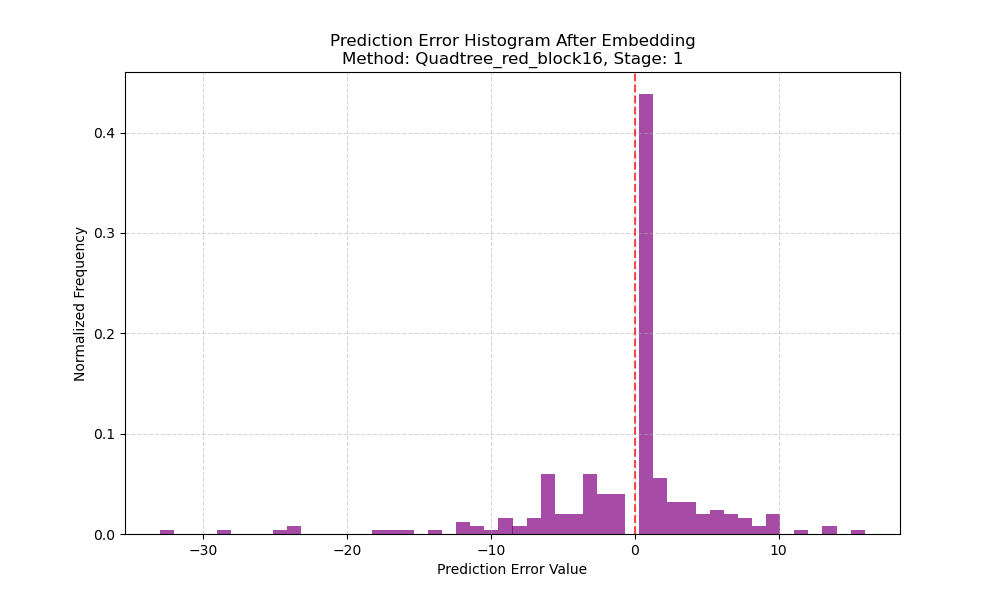 Prediction Error Histogram After Embedding
Method: Quadtree_red_block16, Stage: 1
Normalized Frequency
0.4
0.3
0.2
0.1
0.0
−30
−20
−10
0
10
Prediction Error Value